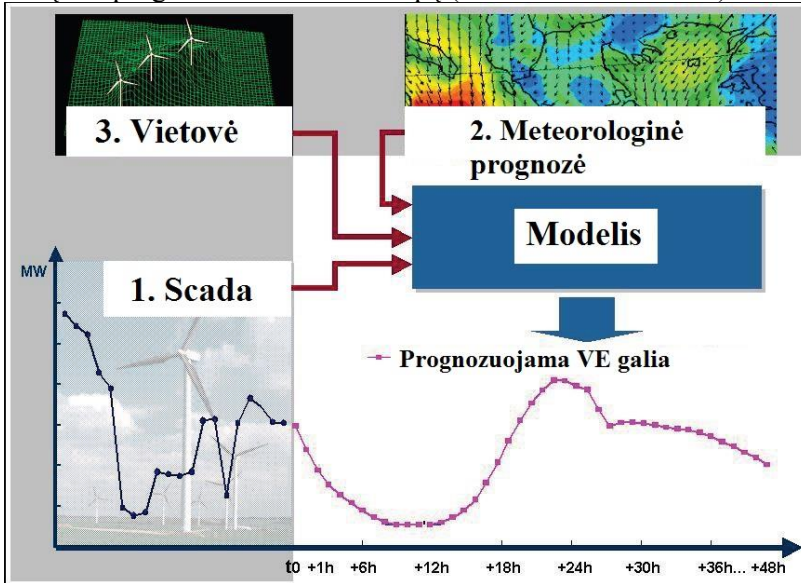 3. Vietovė
2. Meteorologinė
prognozė
Modelis
MW
1. Scada
Prognozuojama VE galia
t0 +1h +6h +12h +18h +24h +30h +36h... +48h